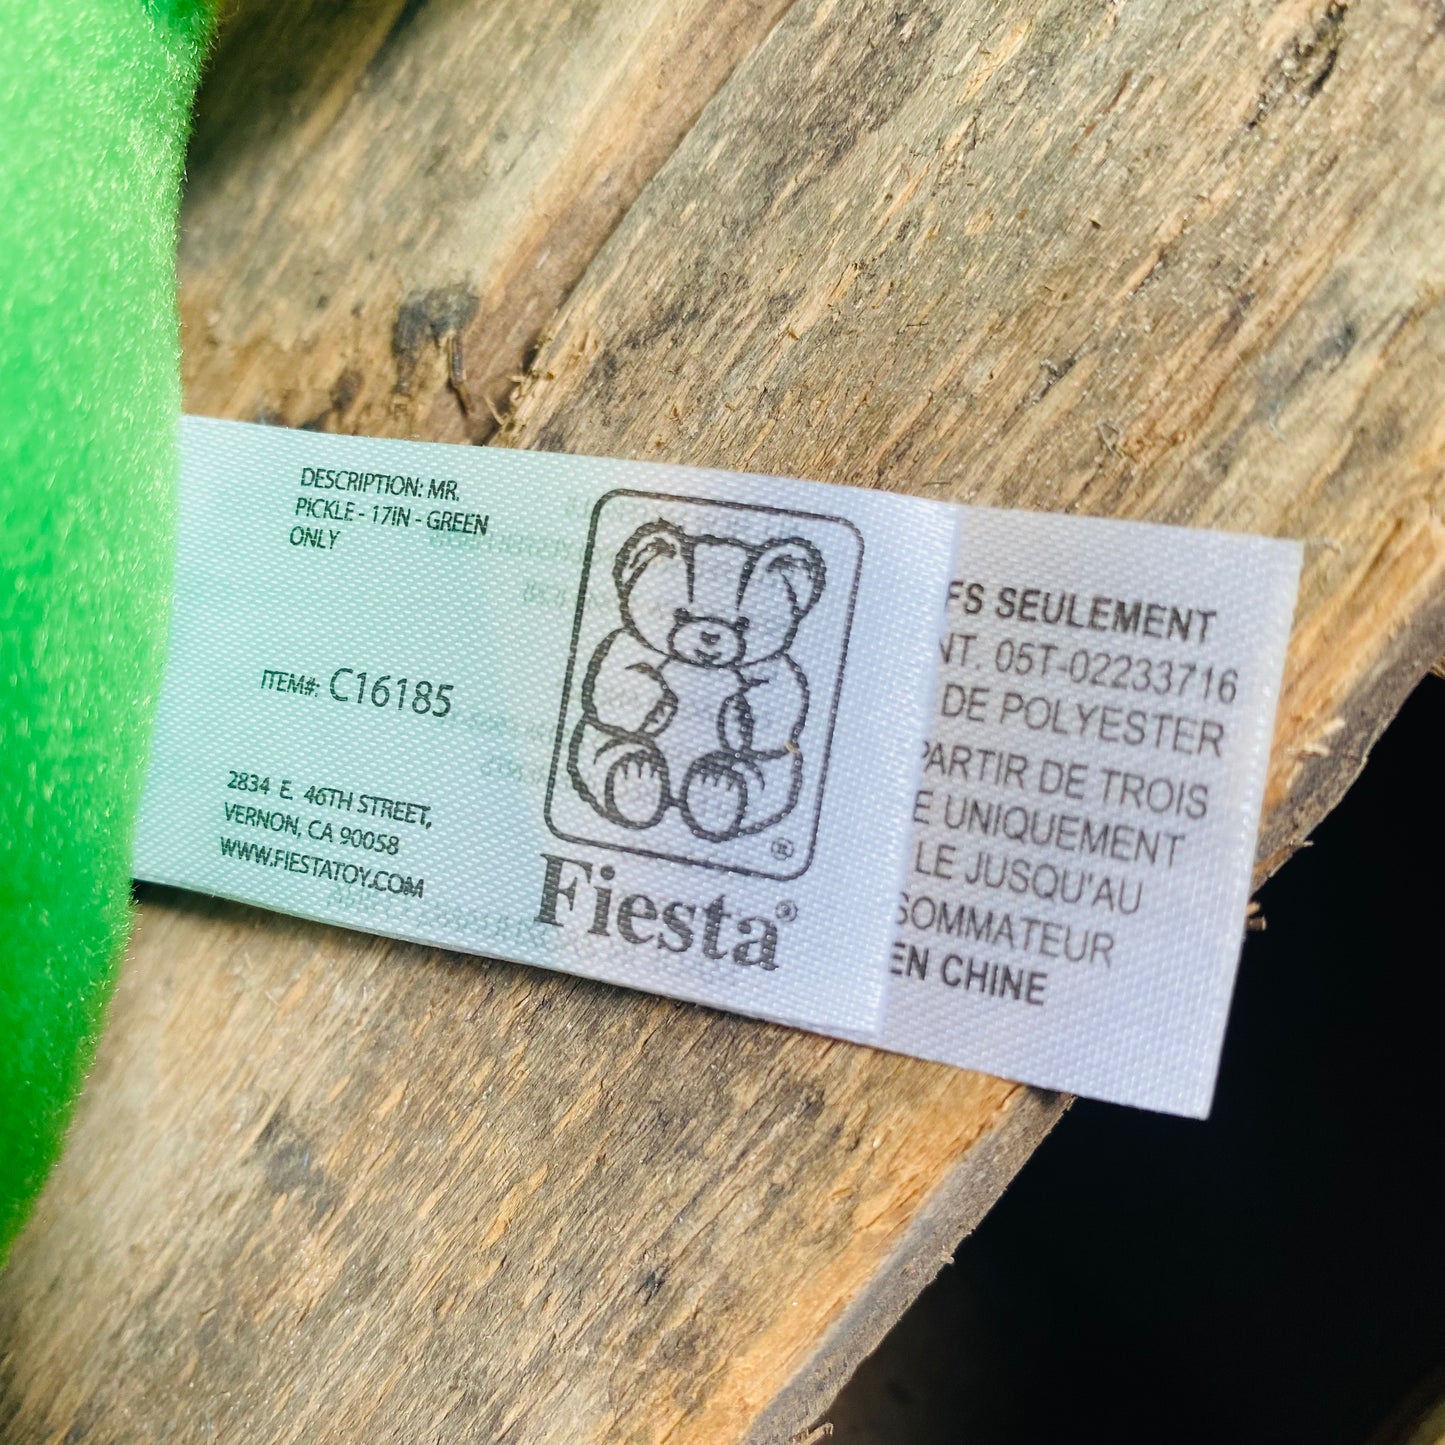 DESCRIPTION: MR.
PICKLE - 17IN - GREEN
ONLY
ITEM#: C16185
2834 E. 46TH STREET,
VERNON, CA 90058
WWW.FIESTATOY.COM
®
Fiesta®
FS SEULEMENT
NT. 05T-02233716
DE POLYESTER
PARTIR DE TROIS
E UNIQUEMENT
LE JUSQU'AU
SOMMATEUR
EN CHINE